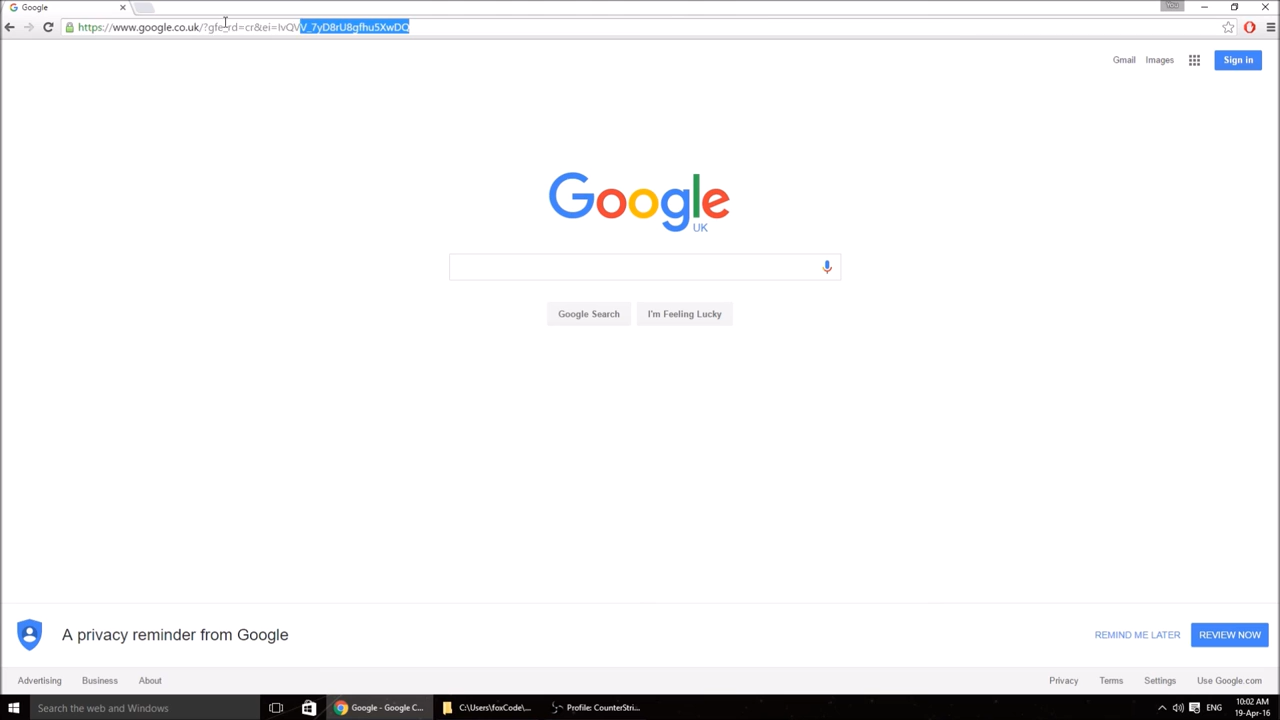 Google
You
https://www.google.co.uk/?gfe_rd=cr&ei=IvQVV_7yD8rU8gfhu5XwDQ
Gmail Images Sign in
Google
UK
Google Search I'm Feeling Lucky
A privacy reminder from Google REMIND ME LATER REVIEW NOW
Advertising Business About Privacy Terms Settings Use Google.com
Search the web and Windows Google - Google C... C:\Users\foxCode\... Profile: CounterStri... ENG 10:02 AM
19-Apr-16